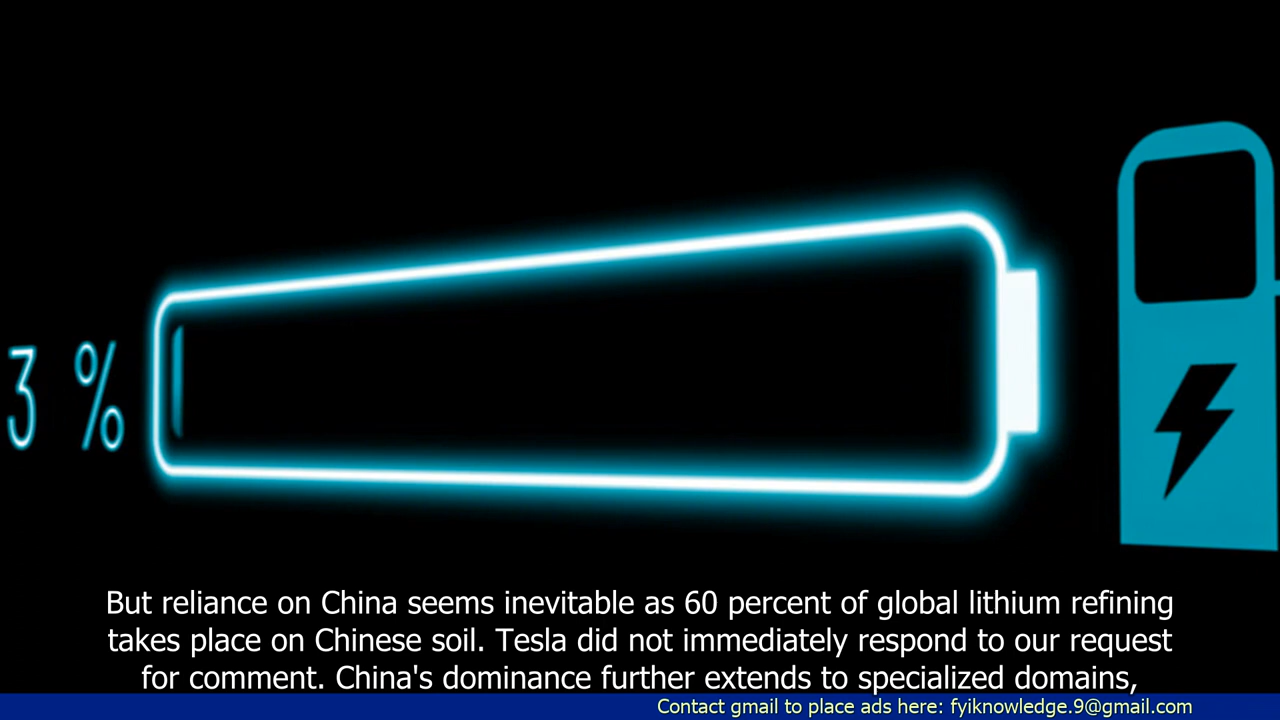 3 %
But reliance on China seems inevitable as 60 percent of global lithium refining
takes place on Chinese soil. Tesla did not immediately respond to our request
for comment. China's dominance further extends to specialized domains,
Contact gmail to place ads here: fyiknowledge.9@gmail.com